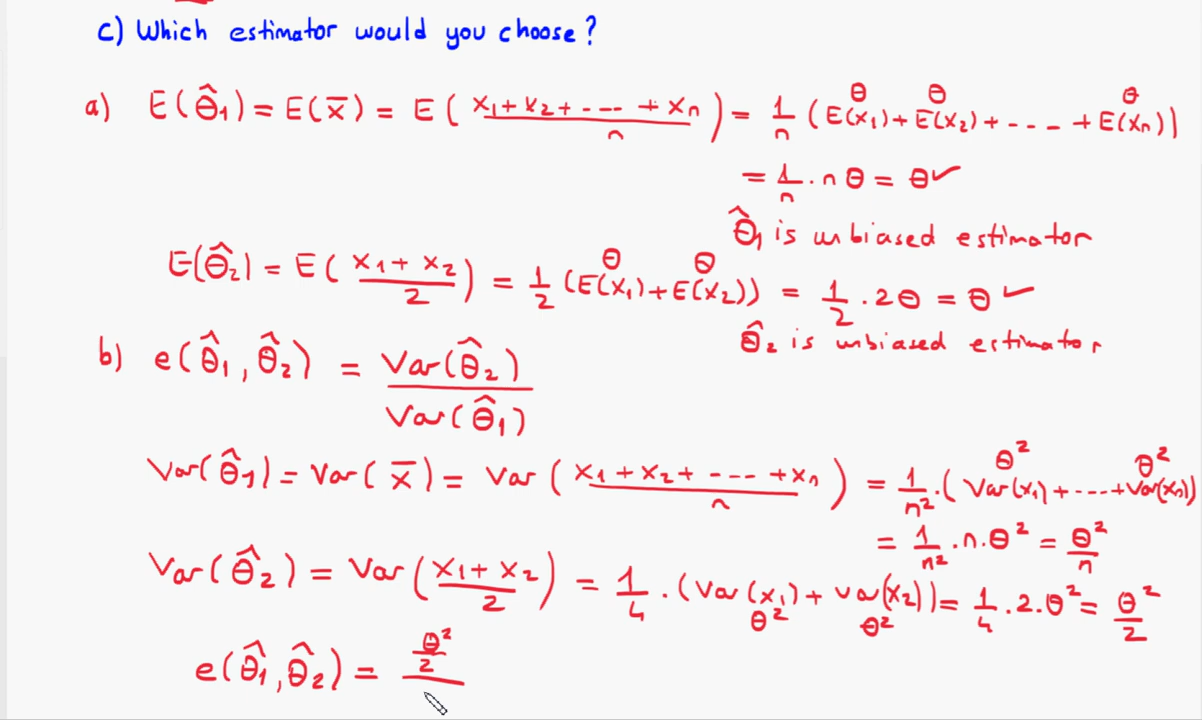 c) Which estimator would you choose?
a) E(θ̂₁) = E(x̄) = E( (x₁+x₂+---+xₙ)/n ) = 1/n (E(x₁)+E(x₂)+----+E(xₙ))
θ θ θ
= 1/n . n θ = θ ✓
θ̂₁ is unbiased estimator
E(θ̂₂) = E( (x₁+x₂)/2 ) = 1/2 (E(x₁)+E(x₂)) = 1/2 . 2θ = θ ✓
θ θ
θ̂₂ is unbiased estimator
b) e(θ̂₁, θ̂₂) = Var(θ̂₂) / Var(θ̂₁)
Var(θ̂₁) = Var(x̄) = Var( (x₁+x₂+----+xₙ)/n ) = 1/n² . (Var(x₁)+----+Var(xₙ))
θ² θ²
= 1/n² . n . θ² = θ²/n
Var(θ̂₂) = Var( (x₁+x₂)/2 ) = 1/4 . (Var(x₁)+Var(x₂)) = 1/4 . 2 . θ² = θ²/2
θ² θ²
e(θ̂₁, θ̂₂) = θ²/2 /